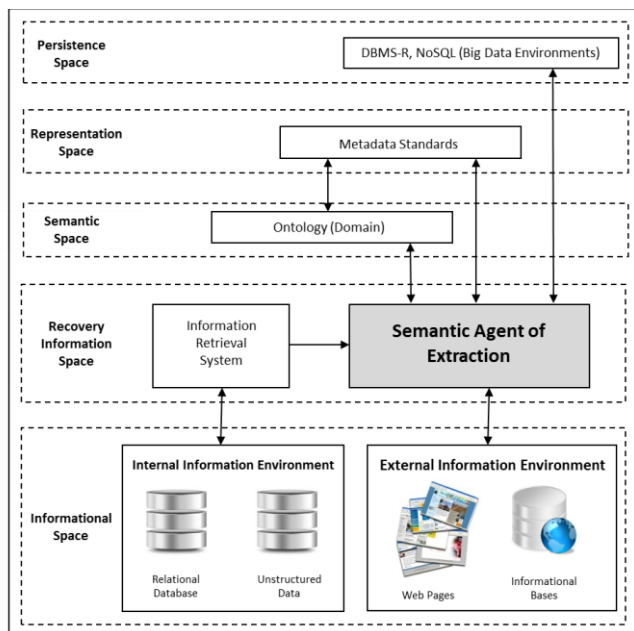 Persistence
Space
DBMS-R, NoSQL (Big Data Environments)
Representation
Space
Metadata Standards
Semantic
Space
Ontology (Domain)
Recovery
Information
Space
Information
Retrieval
System
Semantic Agent of
Extraction
Informational
Space
Internal Information Environment
Relational
Database
Unstructured
Data
External Information Environment
Web Pages
Informational
Bases